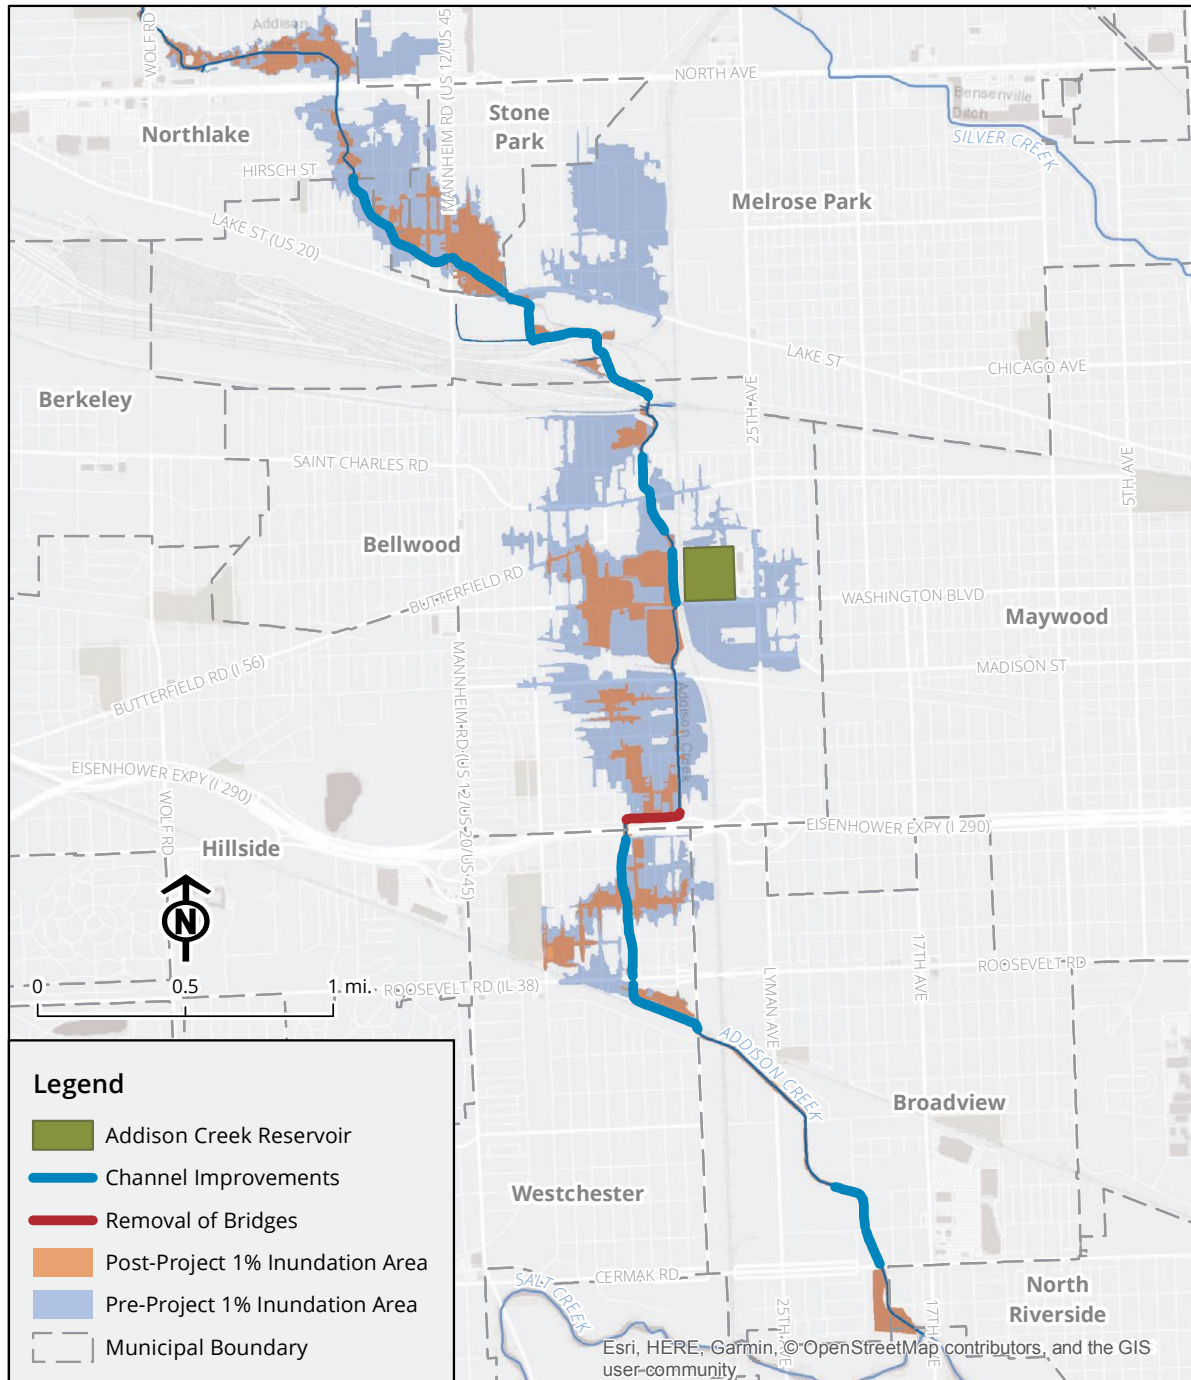 WOLF RD
Addison
MANNHEIM RD (US 12/US 45)
NORTH AVE
Bensenville
Ditch
SILVER CREEK
Stone
Park
Northlake
HIRSCH ST
LAKE ST (US 20)
Melrose Park
LAKE ST
CHICAGO AVE
25TH AVE
5TH AVE
Berkeley
SAINT CHARLES RD
Bellwood
BUTTERFIELD RD
WASHINGTON BLVD
Maywood
MADISON ST
BUTTERFIELD RD (I 56)
MANNHEIM RD (US 12/US 20/US 45)
Addison Creek
EISENHOWER EXPY (I 290)
WOLF RD
EISENHOWER EXPY (I 290)
Hillside
N
17TH AVE
LYMAN AVE
ROOSEVELT RD
ROOSEVELT RD (IL 38)
0 0.5 1 mi.
ADDISON CREEK
Broadview
Westchester
CERMAK RD
SALT CREEK
25TH AVE
17TH AVE
North
Riverside
Legend
Addison Creek Reservoir
Channel Improvements
Removal of Bridges
Post-Project 1% Inundation Area
Pre-Project 1% Inundation Area
Municipal Boundary
Esri, HERE, Garmin, © OpenStreetMap contributors, and the GIS
user community